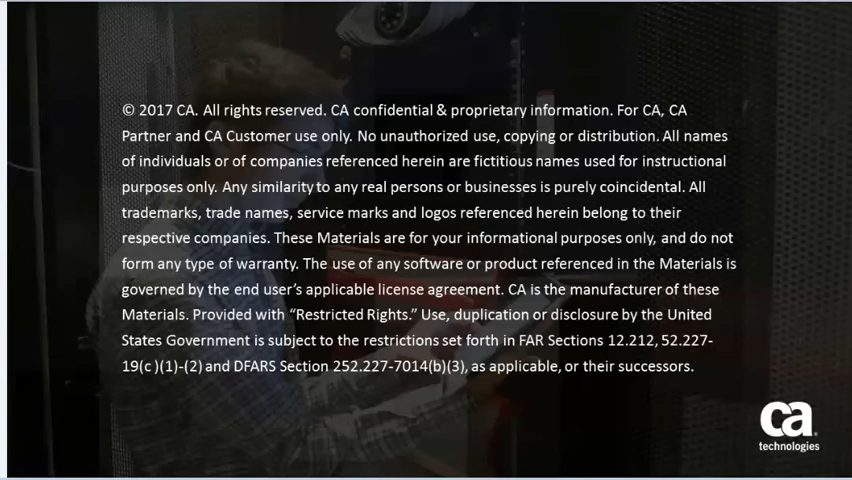 © 2017 CA. All rights reserved. CA confidential & proprietary information. For CA, CA
Partner and CA Customer use only. No unauthorized use, copying or distribution. All names
of individuals or of companies referenced herein are fictitious names used for instructional
purposes only. Any similarity to any real persons or businesses is purely coincidental. All
trademarks, trade names, service marks and logos referenced herein belong to their
respective companies. These Materials are for your informational purposes only, and do not
form any type of warranty. The use of any software or product referenced in the Materials is
governed by the end user’s applicable license agreement. CA is the manufacturer of these
Materials. Provided with “Restricted Rights.” Use, duplication or disclosure by the United
States Government is subject to the restrictions set forth in FAR Sections 12.212, 52.227-
19(c )(1)-(2) and DFARS Section 252.227-7014(b)(3), as applicable, or their successors.
ca
technologies